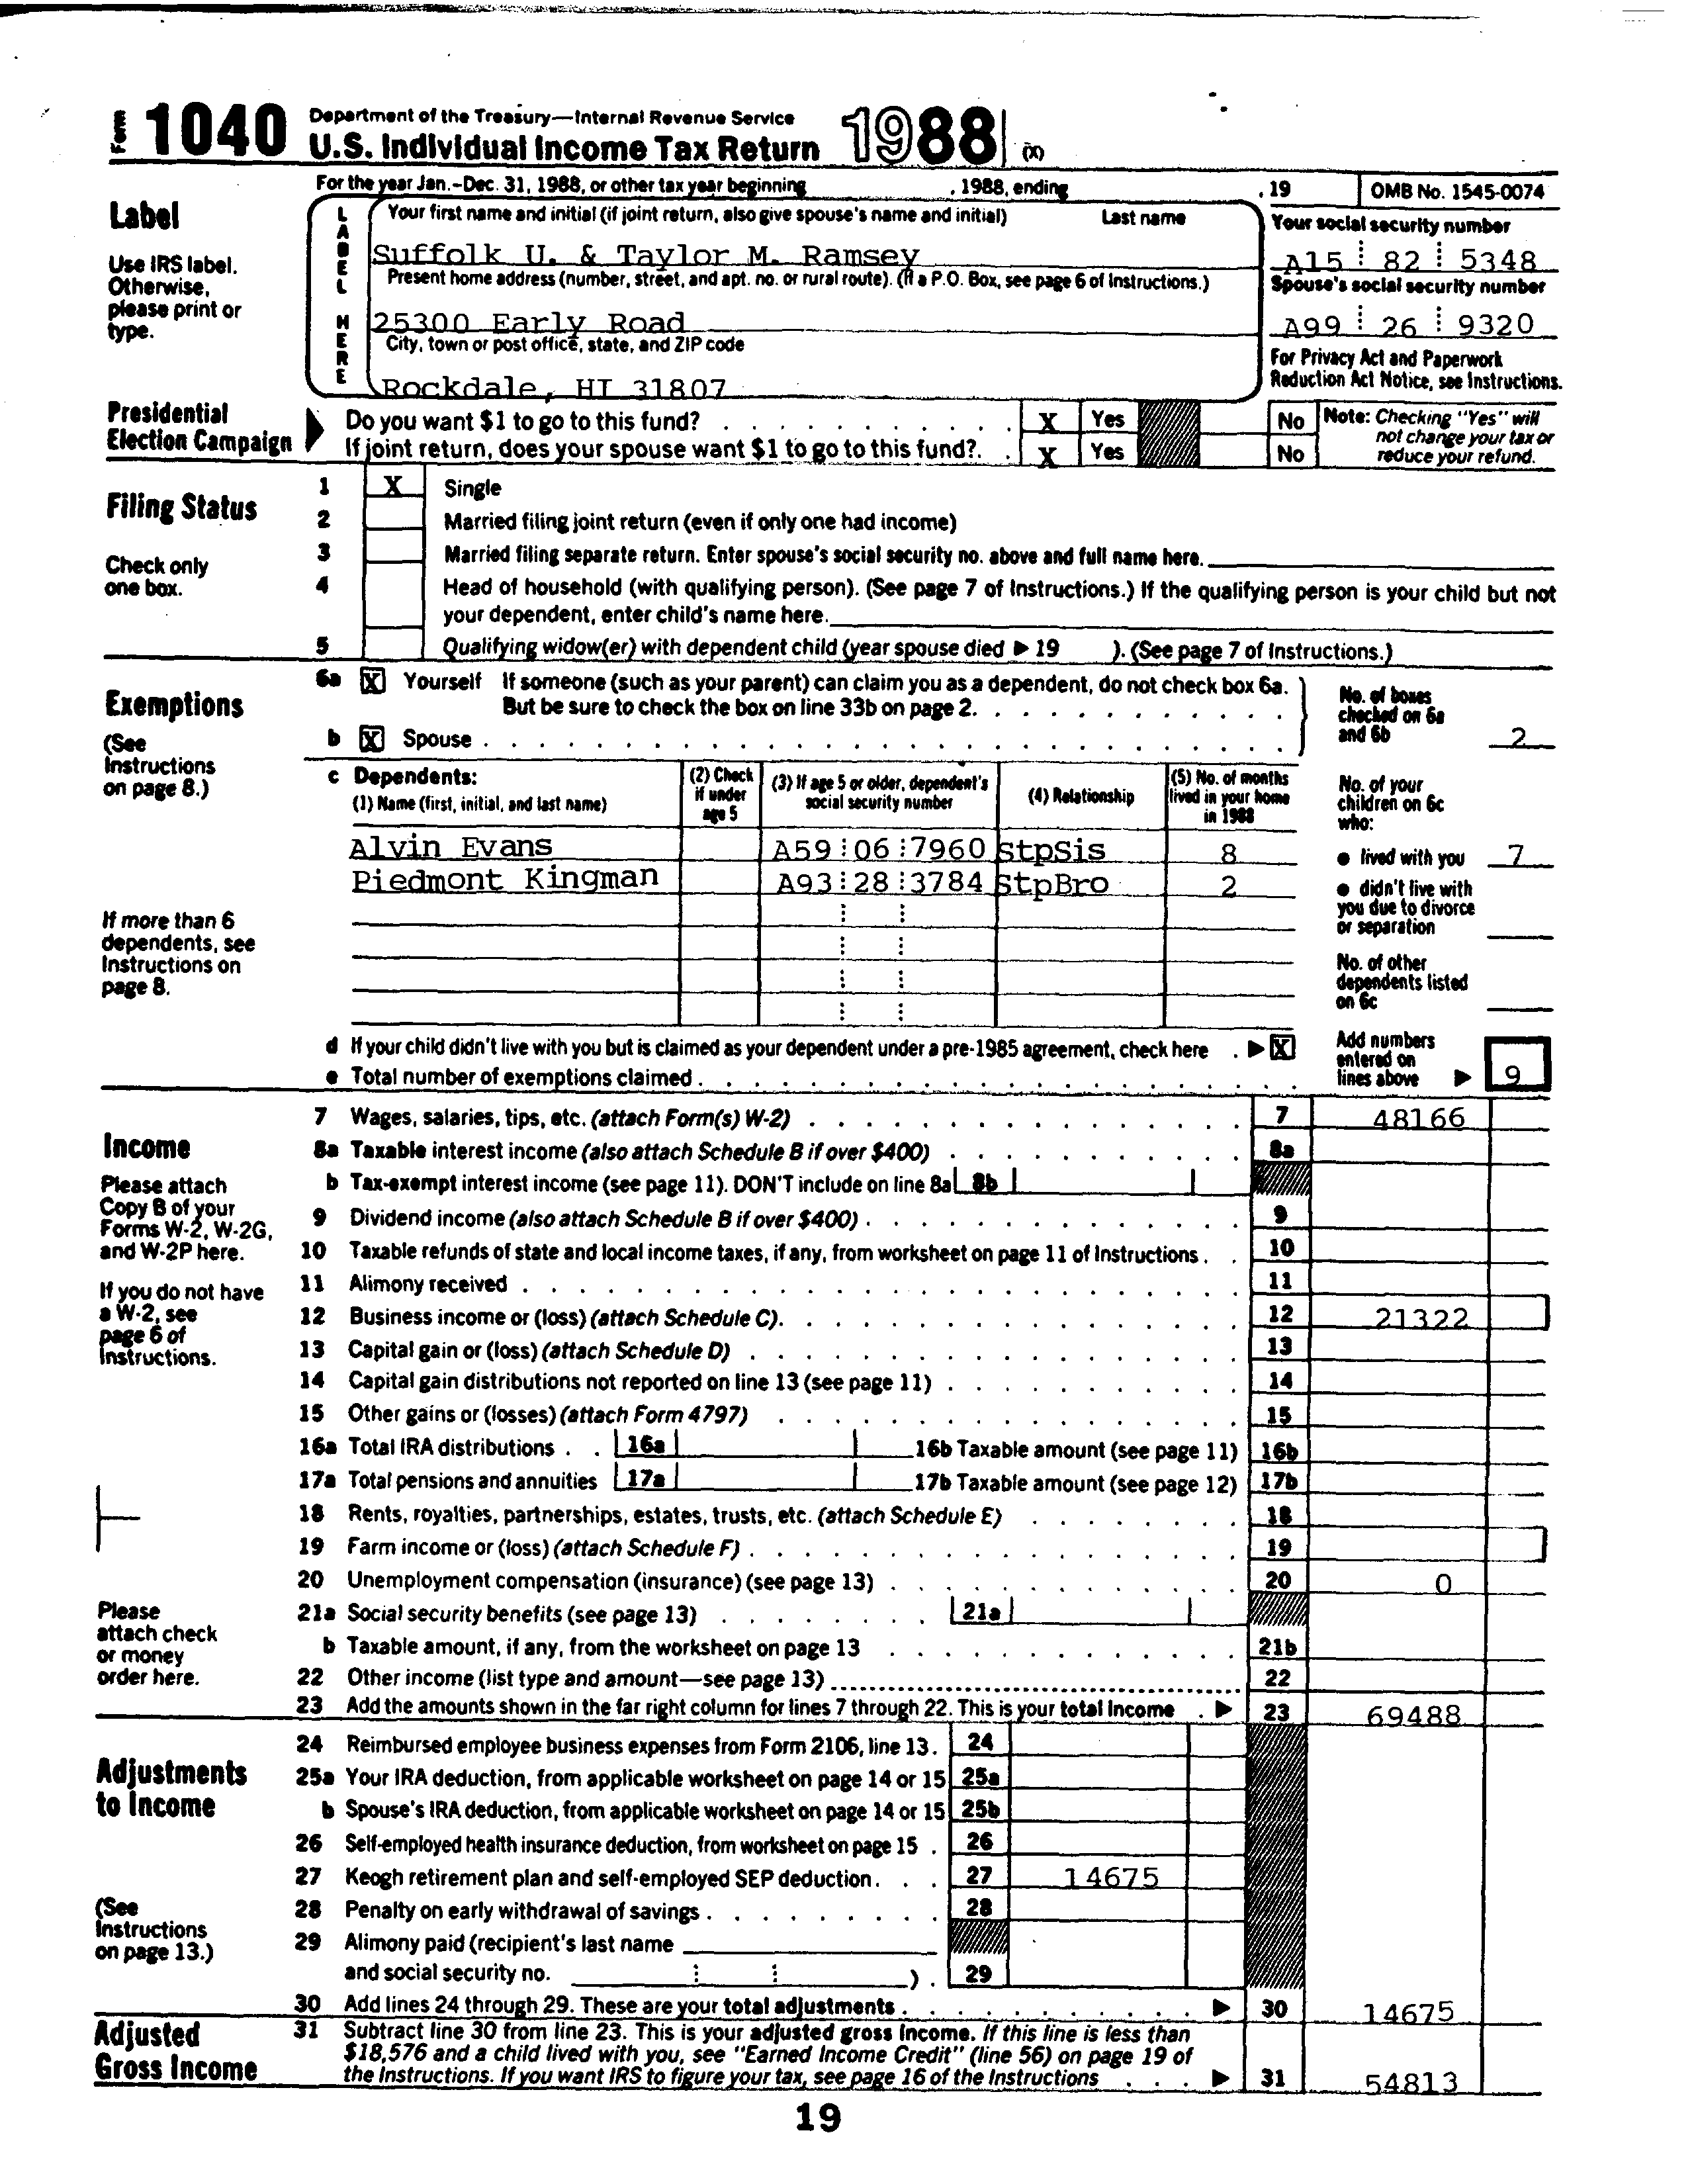 Form 1040 Department of the Treasury—Internal Revenue Service
U.S. Individual Income Tax Return 1988 (X)
For the year Jan.-Dec. 31, 1988, or other tax year beginning , 1988, ending , 19 OMB No. 1545-0074
Label
Use IRS label. Otherwise, please print or type.
LABEL HERE
Your first name and initial (if joint return, also give spouse's name and initial) Last name
Suffolk U. & Taylor M. Ramsey
Your social security number
A15 82 5348
Present home address (number, street, and apt. no. or rural route). (If a P.O. Box, see page 6 of Instructions.)
25300 Early Road
Spouse's social security number
A99 26 9320
City, town or post office, state, and ZIP code
Rockdale, HI 31807
For Privacy Act and Paperwork Reduction Act Notice, see Instructions.
Presidential Election Campaign
Do you want $1 to go to this fund? X Yes No
If joint return, does your spouse want $1 to go to this fund?. X Yes No
Note: Checking "Yes" will not change your tax or reduce your refund.
Filing Status
Check only one box.
1 X Single
2 Married filing joint return (even if only one had income)
3 Married filing separate return. Enter spouse's social security no. above and full name here.
4 Head of household (with qualifying person). (See page 7 of Instructions.) If the qualifying person is your child but not
your dependent, enter child's name here.
5 Qualifying widow(er) with dependent child (year spouse died ▶ 19 ). (See page 7 of Instructions.)
Exemptions
(See Instructions on page 8.)
6a X Yourself If someone (such as your parent) can claim you as a dependent, do not check box 6a.
But be sure to check the box on line 33b on page 2.
b X Spouse
No. of boxes checked on 6a and 6b 2
c Dependents:
(1) Name (first, initial, and last name)
(2) Check if under age 5
(3) If age 5 or older, dependent's social security number
(4) Relationship
(5) No. of months lived in your home in 1988
Alvin Evans A59 06 7960 StpSis 8
Piedmont Kingman A93 28 3784 StpBro 2
No. of your children on 6c who:
● lived with you 7
● didn't live with you due to divorce or separation
No. of other dependents listed on 6c
If more than 6 dependents, see Instructions on page 8.
d If your child didn't live with you but is claimed as your dependent under a pre-1985 agreement, check here ▶ X
e Total number of exemptions claimed
Add numbers entered on lines above ▶ 9
Income
Please attach Copy B of your Forms W-2, W-2G, and W-2P here.
If you do not have a W-2, see page 6 of Instructions.
Please attach check or money order here.
7 Wages, salaries, tips, etc. (attach Form(s) W-2) 7 48166
8a Taxable interest income (also attach Schedule B if over $400) 8a
b Tax-exempt interest income (see page 11). DON'T include on line 8a 8b
9 Dividend income (also attach Schedule B if over $400) 9
10 Taxable refunds of state and local income taxes, if any, from worksheet on page 11 of Instructions 10
11 Alimony received 11
12 Business income or (loss) (attach Schedule C). 12 21322
13 Capital gain or (loss) (attach Schedule D) 13
14 Capital gain distributions not reported on line 13 (see page 11) 14
15 Other gains or (losses) (attach Form 4797) 15
16a Total IRA distributions 16a 16b Taxable amount (see page 11) 16b
17a Total pensions and annuities 17a 17b Taxable amount (see page 12) 17b
18 Rents, royalties, partnerships, estates, trusts, etc. (attach Schedule E) 18
19 Farm income or (loss) (attach Schedule F) 19
20 Unemployment compensation (insurance) (see page 13) 20 0
21a Social security benefits (see page 13) 21a
b Taxable amount, if any, from the worksheet on page 13 21b
22 Other income (list type and amount—see page 13) 22
23 Add the amounts shown in the far right column for lines 7 through 22. This is your total income ▶ 23 69488
Adjustments to Income
(See Instructions on page 13.)
24 Reimbursed employee business expenses from Form 2106, line 13. 24
25a Your IRA deduction, from applicable worksheet on page 14 or 15 25a
b Spouse's IRA deduction, from applicable worksheet on page 14 or 15 25b
26 Self-employed health insurance deduction, from worksheet on page 15 26
27 Keogh retirement plan and self-employed SEP deduction 27 14675
28 Penalty on early withdrawal of savings 28
29 Alimony paid (recipient's last name
and social security no. ) 29
30 Add lines 24 through 29. These are your total adjustments ▶ 30 14675
Adjusted Gross Income
31 Subtract line 30 from line 23. This is your adjusted gross income. If this line is less than
$18,576 and a child lived with you, see "Earned Income Credit" (line 56) on page 19 of
the Instructions. If you want IRS to figure your tax, see page 16 of the Instructions ▶ 31 54813
19